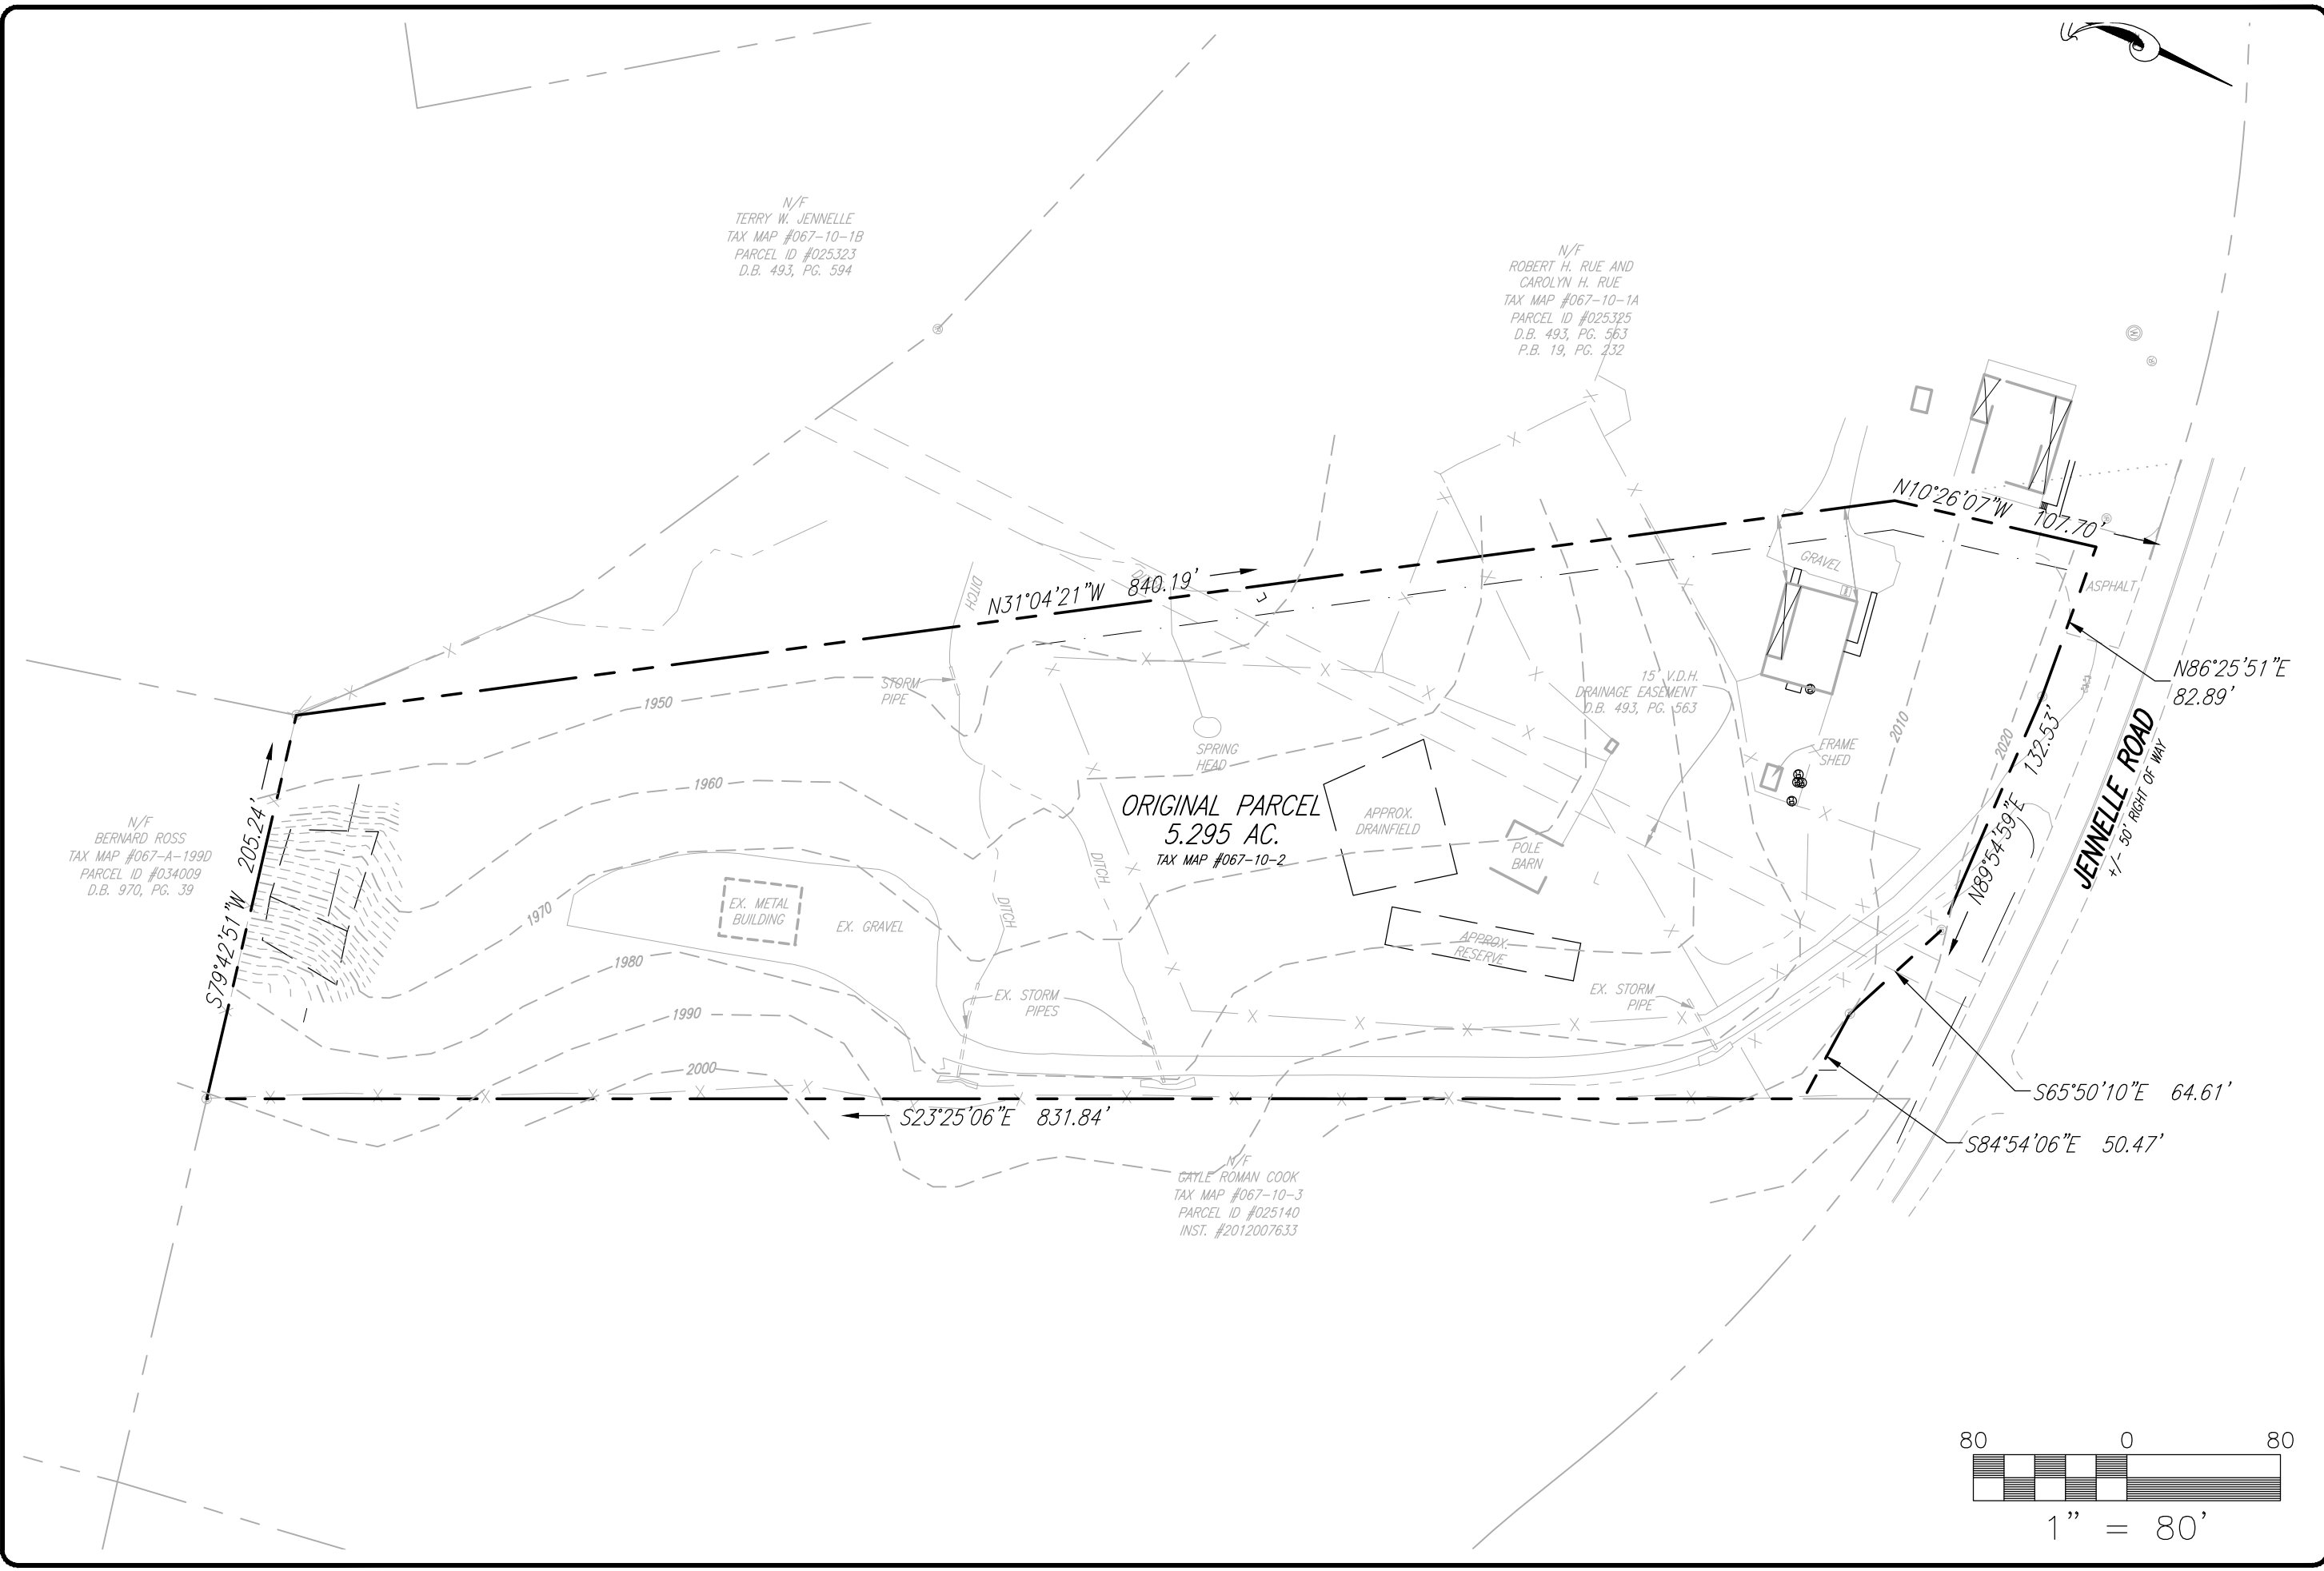 N/F
TERRY W. JENNELLE
TAX MAP #067-10-1B
PARCEL ID #025323
D.B. 493, PG. 594
N/F
ROBERT H. RUE AND
CAROLYN H. RUE
TAX MAP #067-10-1A
PARCEL ID #025325
D.B. 493, PG. 563
P.B. 19, PG. 232
N10°26'07"W 107.70'
GRAVEL
ASPHALT
DITCH
N31°04'21"W 840.19'
N86°25'51"E
82.89'
STORM
PIPE
1950
15' V.D.H.
DRAINAGE EASEMENT
D.B. 493, PG. 563
2010
2020
SPRING
HEAD
FRAME
SHED
132.53'
N89°54'59"E
JENNELLE ROAD
+/- 50' RIGHT OF WAY
1960
ORIGINAL PARCEL
5.295 AC.
TAX MAP #067-10-2
APPROX.
DRAINFIELD
N/F
BERNARD ROSS
TAX MAP #067-A-199D
PARCEL ID #034009
D.B. 970, PG. 39
S79°42'51"W 205.24'
POLE
BARN
DITCH
DITCH
1970
EX. METAL
BUILDING
EX. GRAVEL
APPROX.
RESERVE
1980
EX. STORM
PIPES
EX. STORM
PIPE
1990
2000
S65°50'10"E 64.61'
S23°25'06"E 831.84'
S84°54'06"E 50.47'
N/F
GAYLE ROMAN COOK
TAX MAP #067-10-3
PARCEL ID #025140
INST. #2012007633
80 0 80
1" = 80'